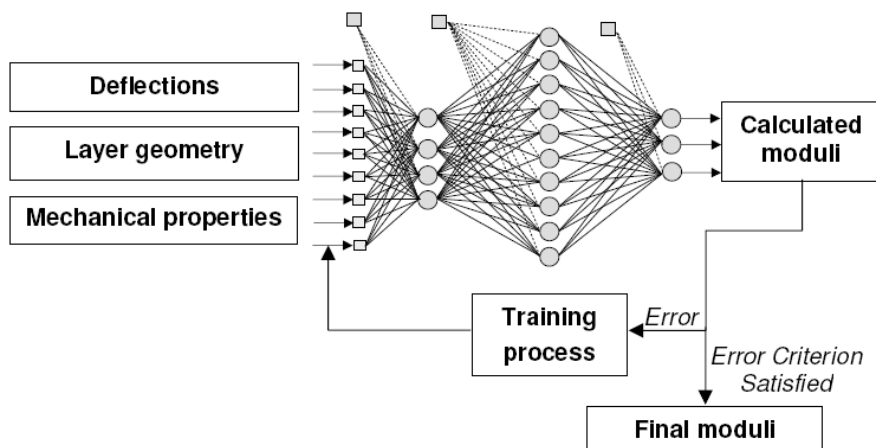 Deflections
Layer geometry
Mechanical properties
Calculated
moduli
Training
process
Error
Error Criterion
Satisfied
Final moduli